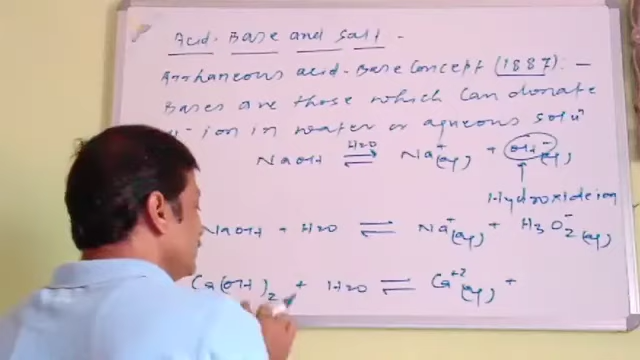 Acid-Base and salt -
Arrhaneous acid-Base Concept (1887): -
Bases are those which can donate
ion in water or aqueous solun
NaOH ⇌ H2O Na+(aq) + OH-(aq)
Hydroxide ion
NaOH + H2O ⇌ Na+(aq) + H3O2-(aq)
Ca(OH)2 + H2O ⇌ Ca+2(aq) +